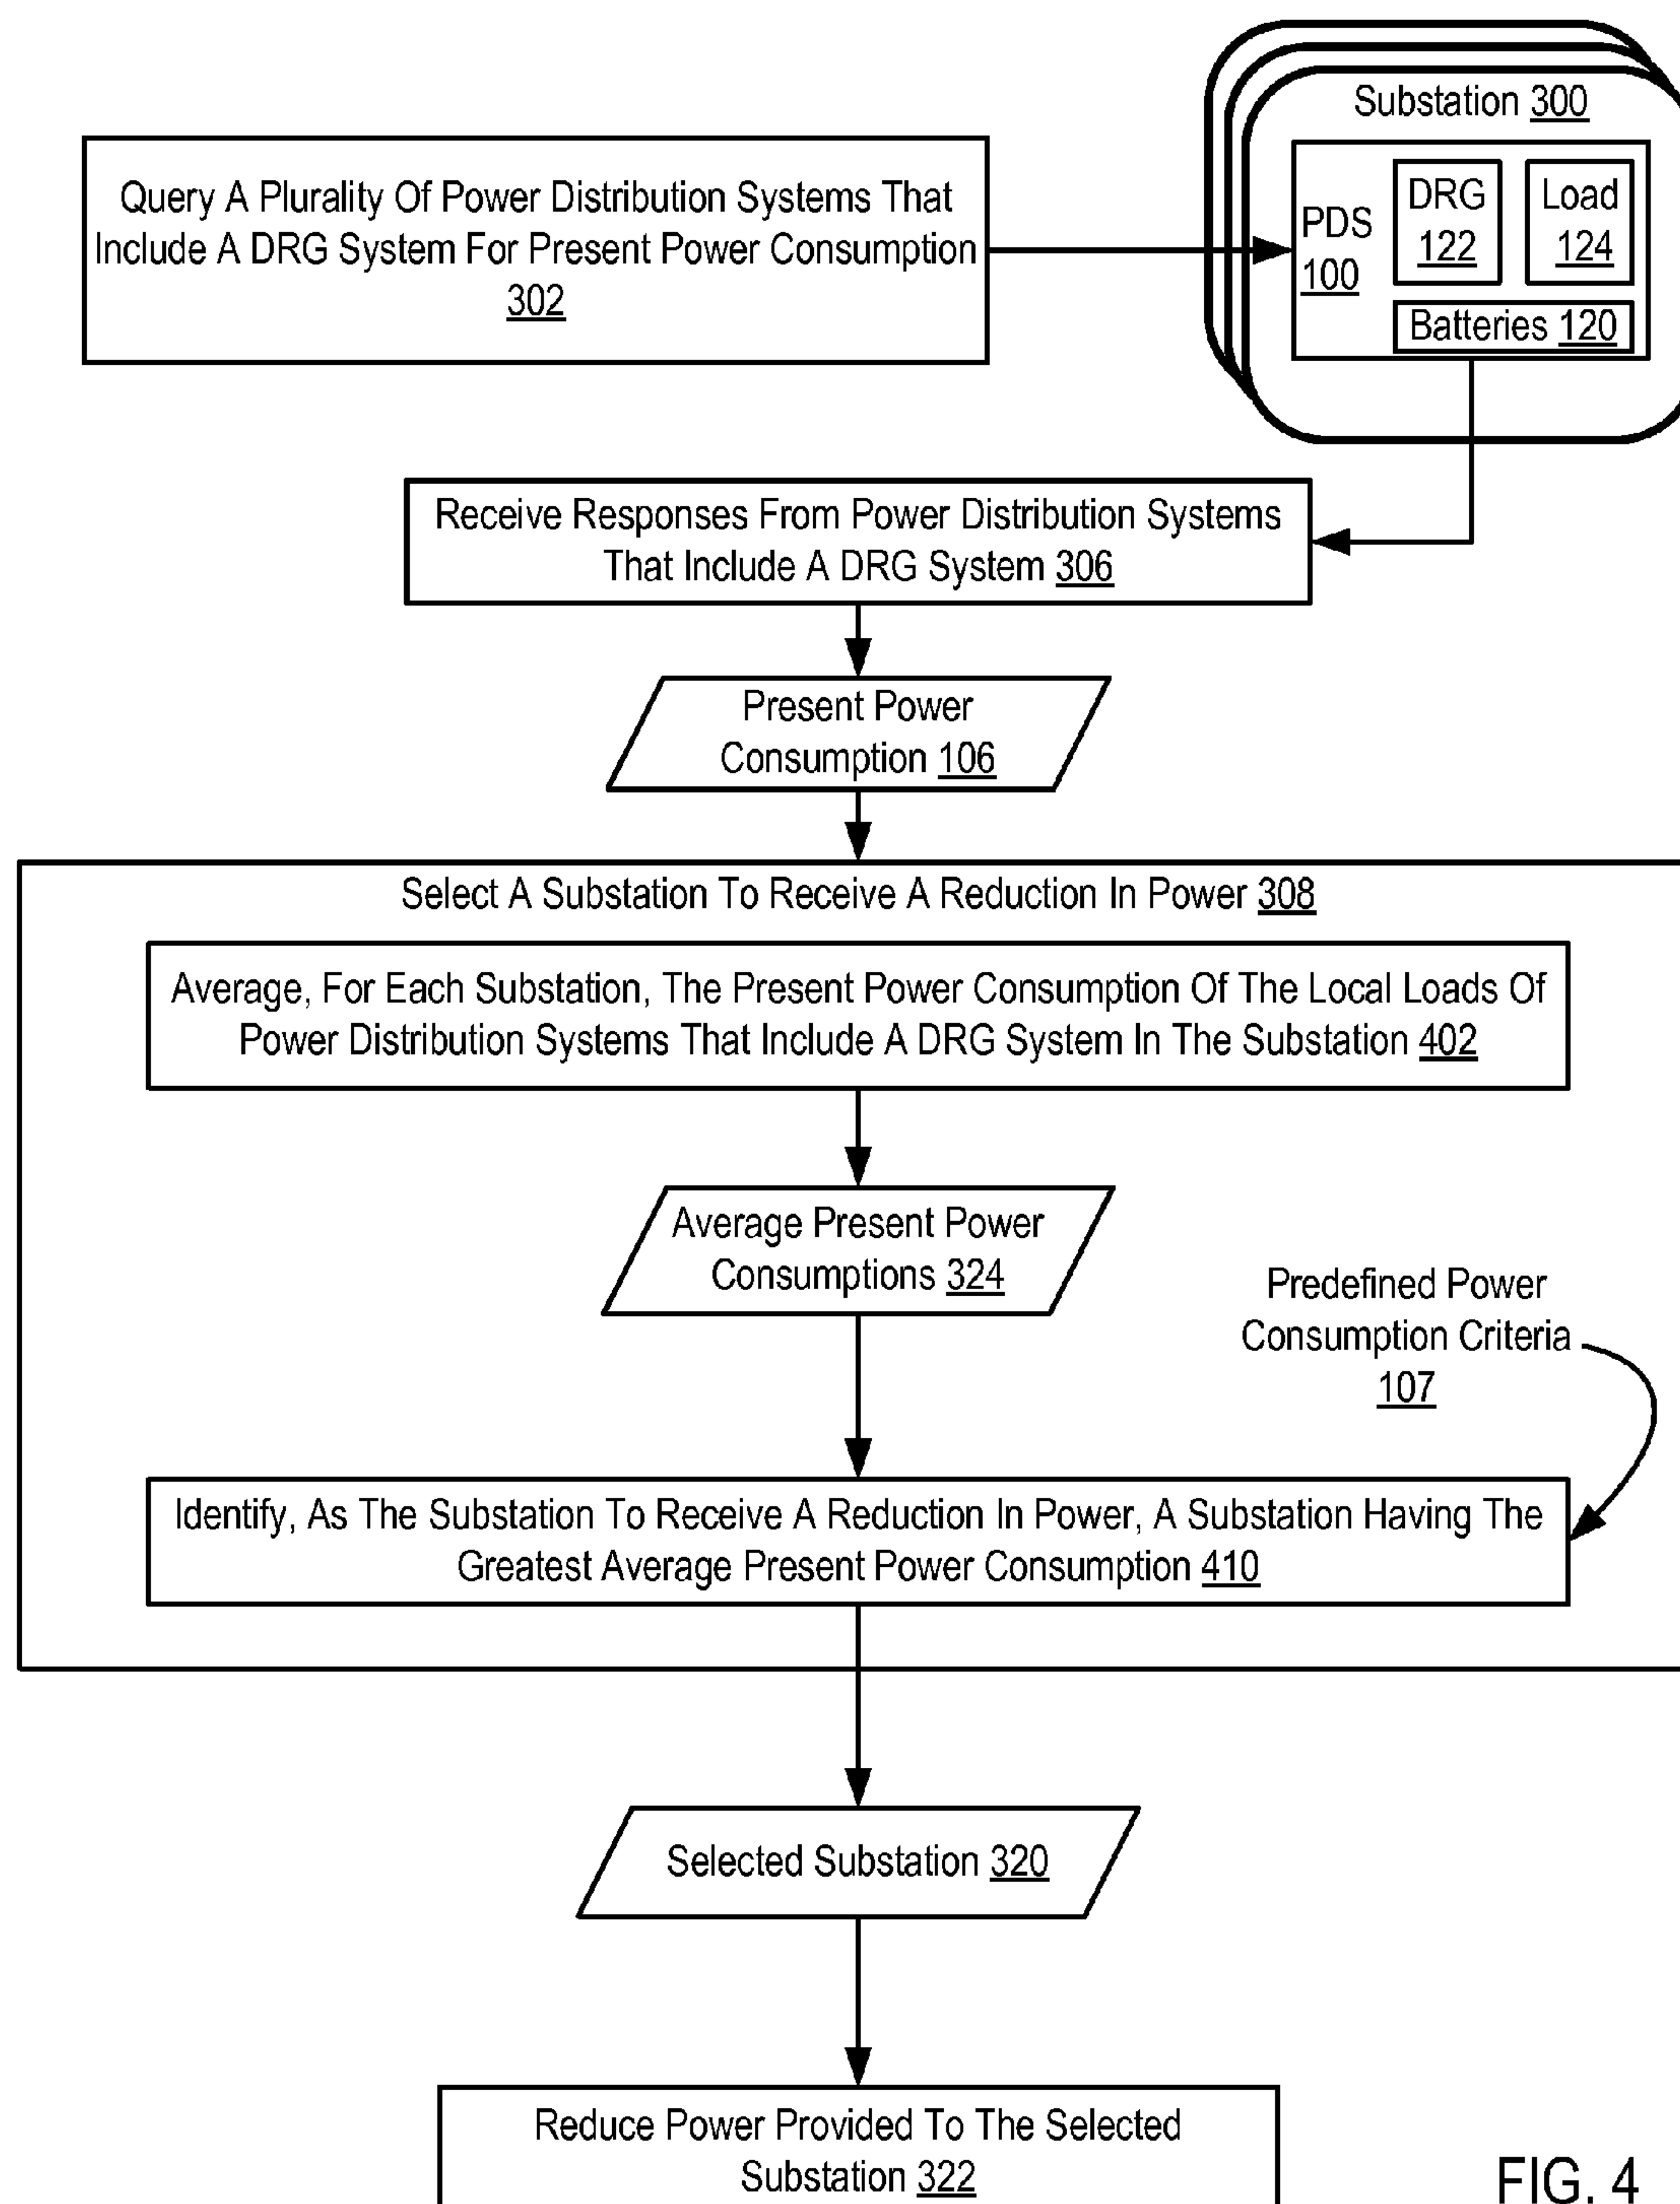 Substation 300
Query A Plurality Of Power Distribution Systems That
Include A DRG System For Present Power Consumption
302
PDS
100
DRG
122
Load
124
Batteries 120
Receive Responses From Power Distribution Systems
That Include A DRG System 306
Present Power
Consumption 106
Select A Substation To Receive A Reduction In Power 308
Average, For Each Substation, The Present Power Consumption Of The Local Loads Of
Power Distribution Systems That Include A DRG System In The Substation 402
Average Present Power
Consumptions 324
Predefined Power
Consumption Criteria
107
Identify, As The Substation To Receive A Reduction In Power, A Substation Having The
Greatest Average Present Power Consumption 410
Selected Substation 320
Reduce Power Provided To The Selected
Substation 322
FIG. 4